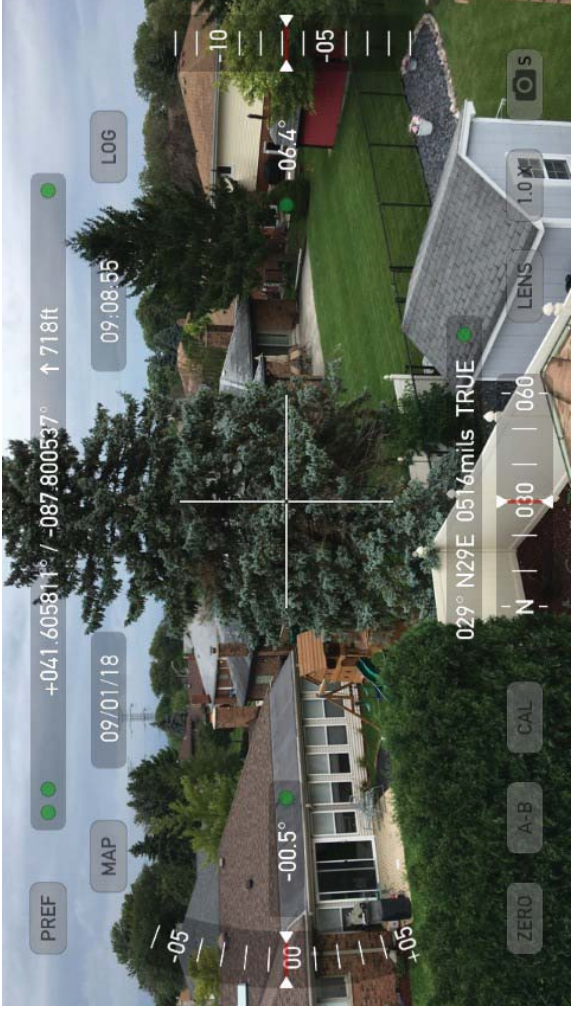 PREF
+041.605811° / -087.800537° ↑ 718ft
MAP 09/01/18 09:08:55 LOG
-05 -10
00 -00.5° -06.4°
+05 -05
029° N29E 0516mils TRUE
N 030 060
ZERO A-B CAL LENS 1.0 X S